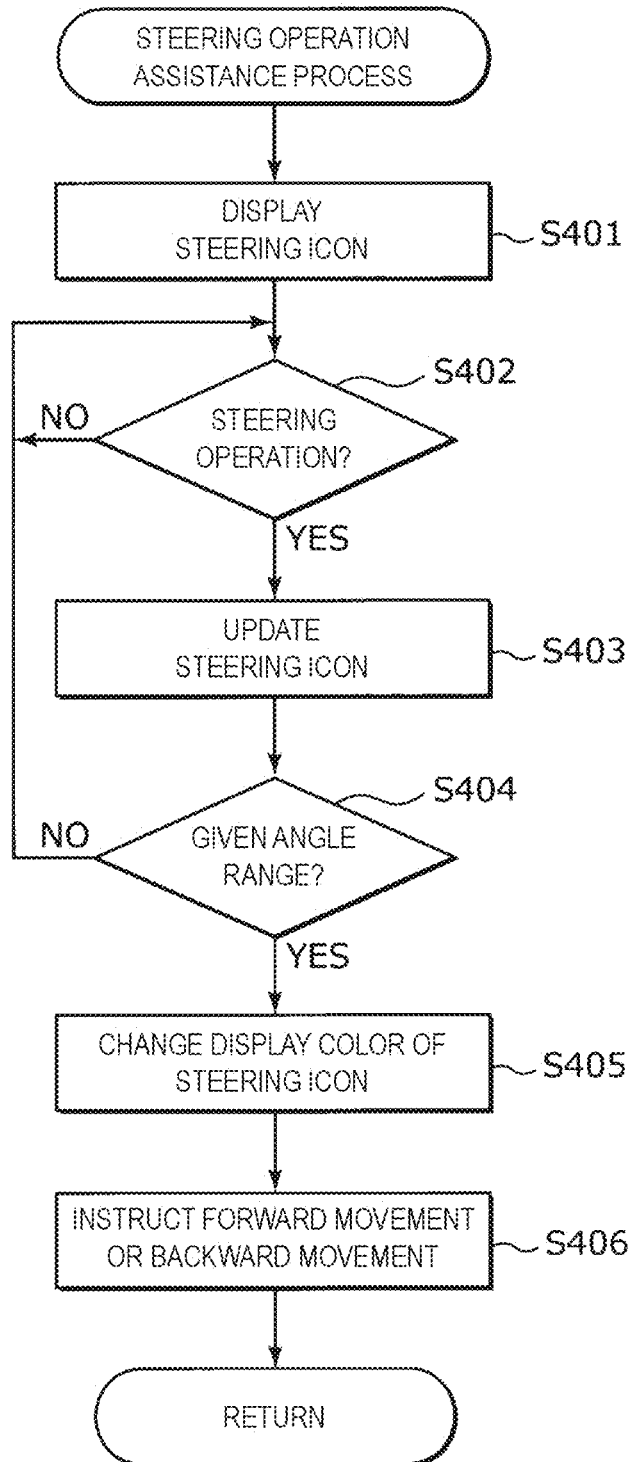 STEERING OPERATION
ASSISTANCE PROCESS
DISPLAY
STEERING ICON
S401
S402
NO
STEERING
OPERATION?
YES
UPDATE
STEERING ICON
S403
S404
NO
GIVEN ANGLE
RANGE?
YES
CHANGE DISPLAY COLOR OF
STEERING ICON
S405
INSTRUCT FORWARD MOVEMENT
OR BACKWARD MOVEMENT
S406
RETURN